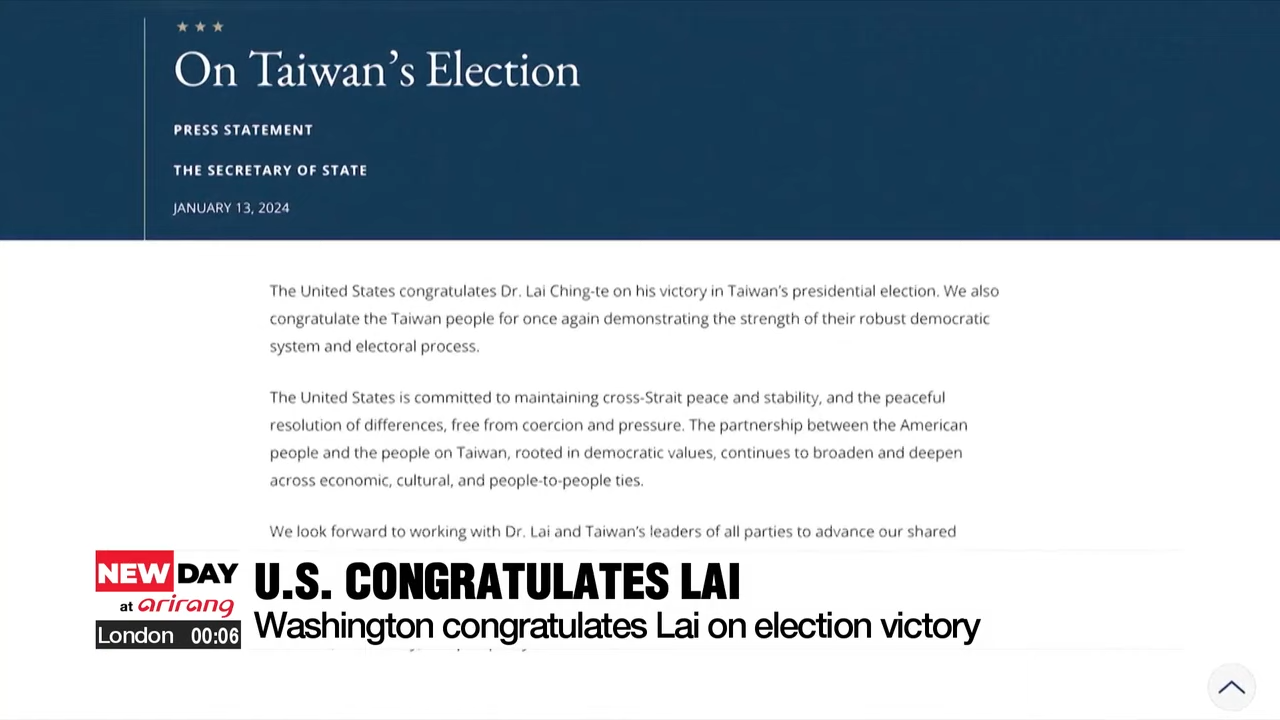 On Taiwan’s Election
PRESS STATEMENT
THE SECRETARY OF STATE
JANUARY 13, 2024
The United States congratulates Dr. Lai Ching-te on his victory in Taiwan’s presidential election. We also
congratulate the Taiwan people for once again demonstrating the strength of their robust democratic
system and electoral process.
The United States is committed to maintaining cross-Strait peace and stability, and the peaceful
resolution of differences, free from coercion and pressure. The partnership between the American
people and the people on Taiwan, rooted in democratic values, continues to broaden and deepen
across economic, cultural, and people-to-people ties.
We look forward to working with Dr. Lai and Taiwan’s leaders of all parties to advance our shared
NEW DAY
at arirang
London 00:06
U.S. CONGRATULATES LAI
Washington congratulates Lai on election victory